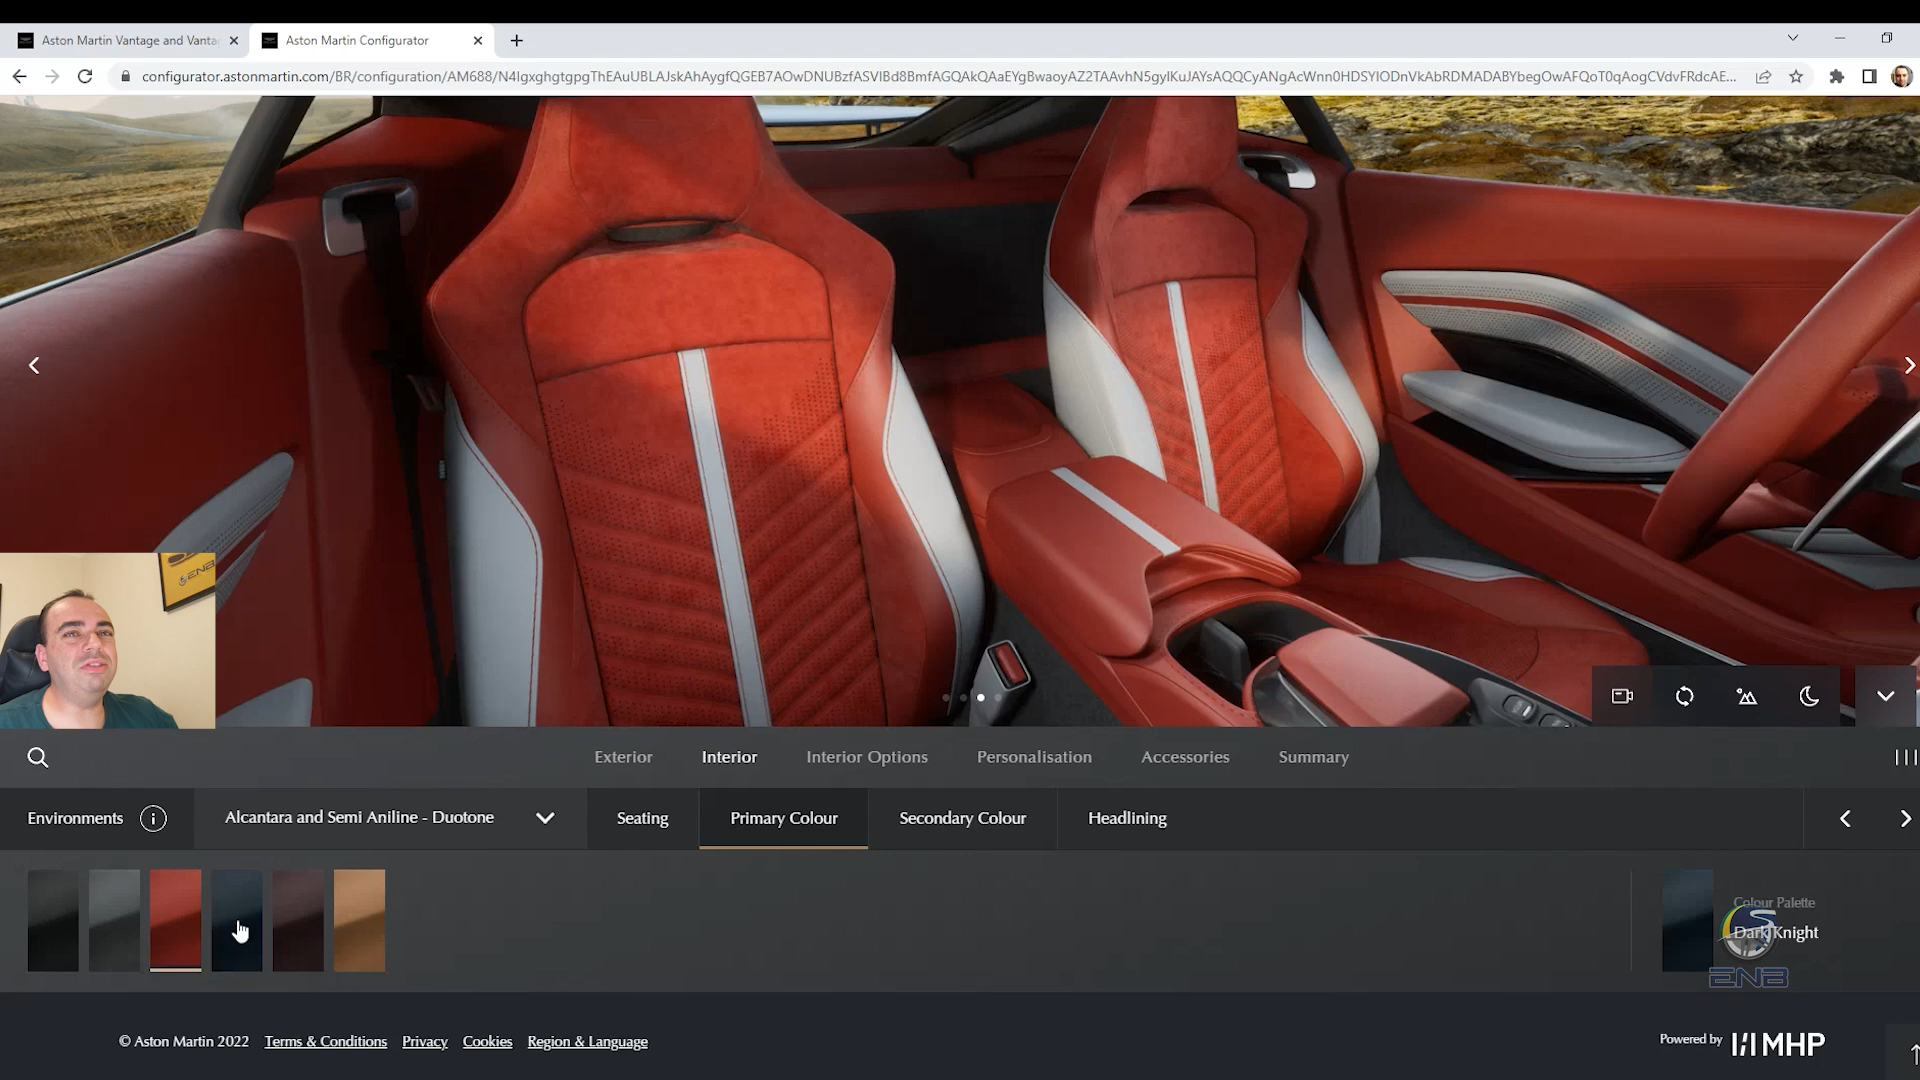 Aston Martin Vantage and Vanta
Aston Martin Configurator
configurator.astonmartin.com/BR/configuration/AM688/
ENB
Exterior
Interior
Interior Options
Personalisation
Accessories
Summary
Environments
Alcantara and Semi Aniline - Duotone
Seating
Primary Colour
Secondary Colour
Headlining
Colour Palette
Dark Knight
ENB
© Aston Martin 2022
Terms & Conditions
Privacy
Cookies
Region & Language
Powered by
MHP